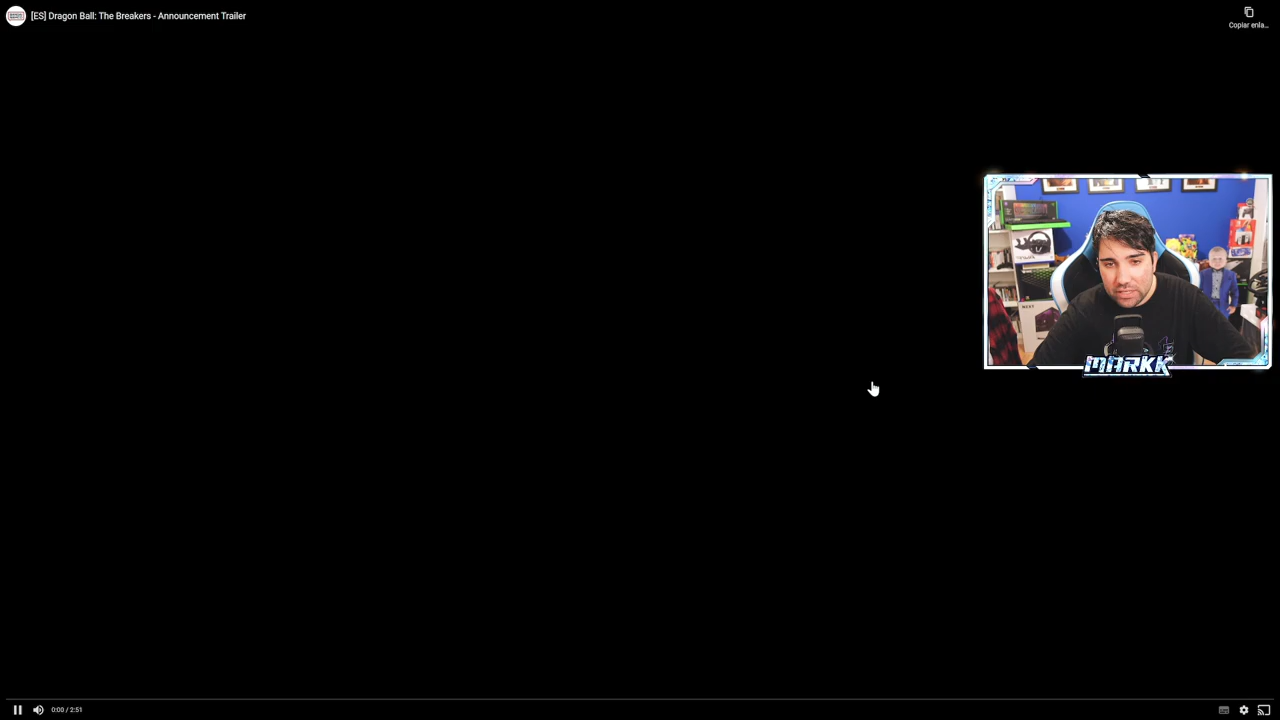 [ES] Dragon Ball: The Breakers - Announcement Trailer
Copiar enla...
MARKK
0:00 / 2:51